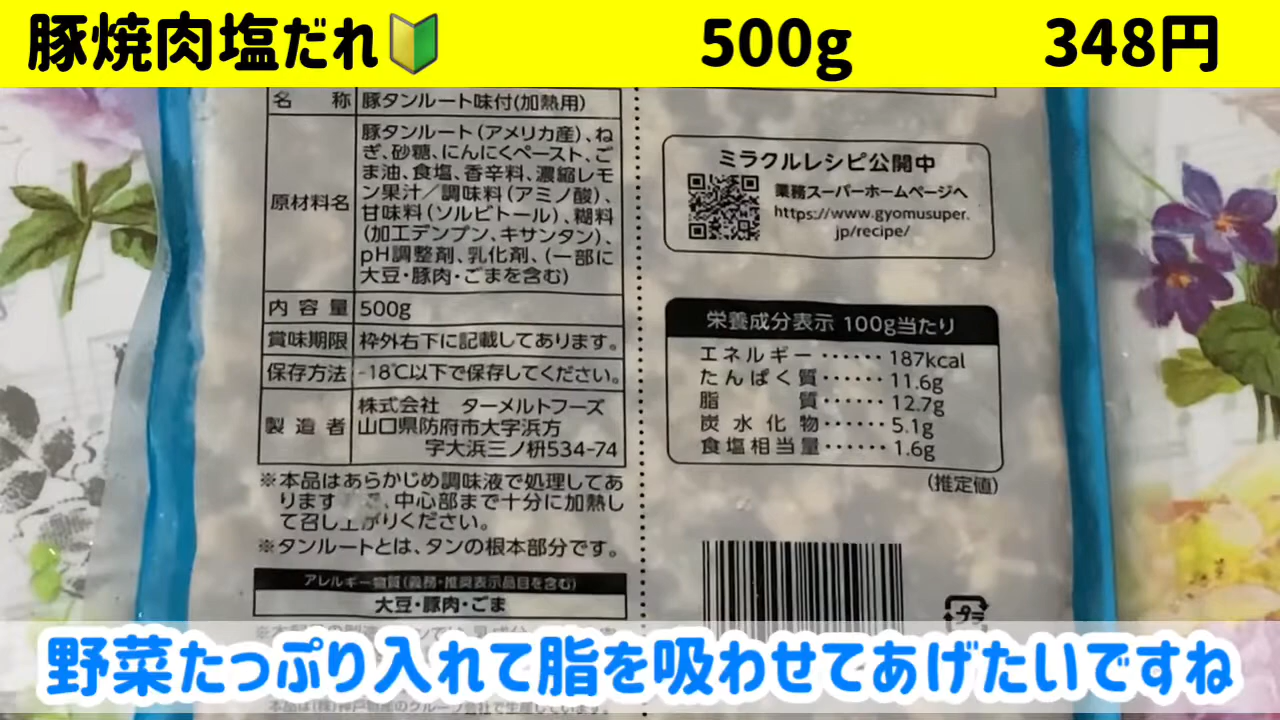 豚焼肉塩だれ🔰 500g 348円
名称 豚タンルート味付(加熱用)
原材料名 豚タンルート(アメリカ産)、ね
ぎ、砂糖、にんにくペースト、ご
ま油、食塩、香辛料、濃縮レモ
ン果汁/調味料(アミノ酸)、
甘味料(ソルビトール)、糊料
(加工デンプン、キサンタン)、
pH調整剤、乳化剤、(一部に
大豆・豚肉・ごまを含む)
内容量 500g
賞味期限 枠外右下に記載してあります。
保存方法 -18℃以下で保存してください。
製造者 株式会社 ターメルトフーズ
山口県防府市大字浜方
字大浜三ノ枡534-74
※本品はあらかじめ調味液で処理してあ
ります 、中心部まで十分に加熱し
て召し上がりください。
※タンルートとは、タンの根本部分です。
アレルギー物質(義務・推奨表示品目を含む)
大豆・豚肉・ごま
ミラクルレシピ公開中
業務スーパーホームページへ
https://www.gyomusuper.
jp/recipe/
栄養成分表示 100g当たり
エネルギー……187kcal
たんぱく質……11.6g
脂質……12.7g
炭水化物……5.1g
食塩相当量……1.6g
(推定値)
プラ
野菜たっぷり入れて脂を吸わせてあげたいですね